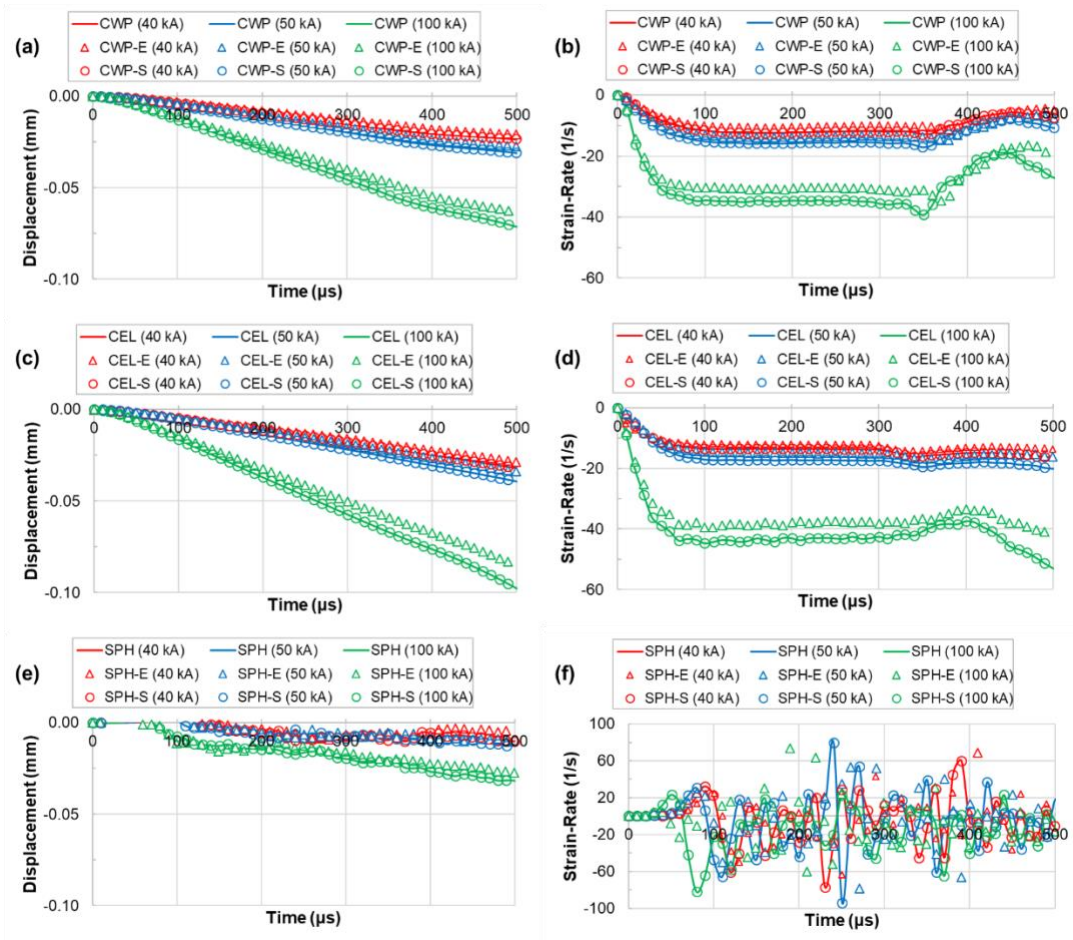 CWP (40 kA) CWP (50 kA) CWP (100 kA)
(a) CWP-E (40 kA) CWP-E (50 kA) CWP-E (100 kA)
CWP-S (40 kA) CWP-S (50 kA) CWP-S (100 kA)
0 100 200 300 400 500
0.00
-0.05
-0.10
Displacement (mm)
Time (µs)
CWP (40 kA) CWP (50 kA) CWP (100 kA)
(b) CWP-E (40 kA) CWP-E (50 kA) CWP-E (100 kA)
CWP-S (40 kA) CWP-S (50 kA) CWP-S (100 kA)
0 100 200 300 400 500
0
-20
-40
-60
Strain-Rate (1/s)
Time (µs)
CEL (40 kA) CEL (50 kA) CEL (100 kA)
(c) CEL-E (40 kA) CEL-E (50 kA) CEL-E (100 kA)
CEL-S (40 kA) CEL-S (50 kA) CEL-S (100 kA)
0 100 200 300 400 500
0.00
-0.05
-0.10
Displacement (mm)
Time (µs)
CEL (40 kA) CEL (50 kA) CEL (100 kA)
(d) CEL-E (40 kA) CEL-E (50 kA) CEL-E (100 kA)
CEL-S (40 kA) CEL-S (50 kA) CEL-S (100 kA)
0 100 200 300 400 500
0
-20
-40
-60
Strain-Rate (1/s)
Time (µs)
SPH (40 kA) SPH (50 kA) SPH (100 kA)
(e) SPH-E (40 kA) SPH-E (50 kA) SPH-E (100 kA)
SPH-S (40 kA) SPH-S (50 kA) SPH-S (100 kA)
0 100 200 300 400 500
0.00
-0.05
-0.10
Displacement (mm)
Time (µs)
SPH (40 kA) SPH (50 kA) SPH (100 kA)
(f) SPH-E (40 kA) SPH-E (50 kA) SPH-E (100 kA)
SPH-S (40 kA) SPH-S (50 kA) SPH-S (100 kA)
100
60
20
-20
-60
-100
0 100 200 300 400 500
Strain-Rate (1/s)
Time (µs)